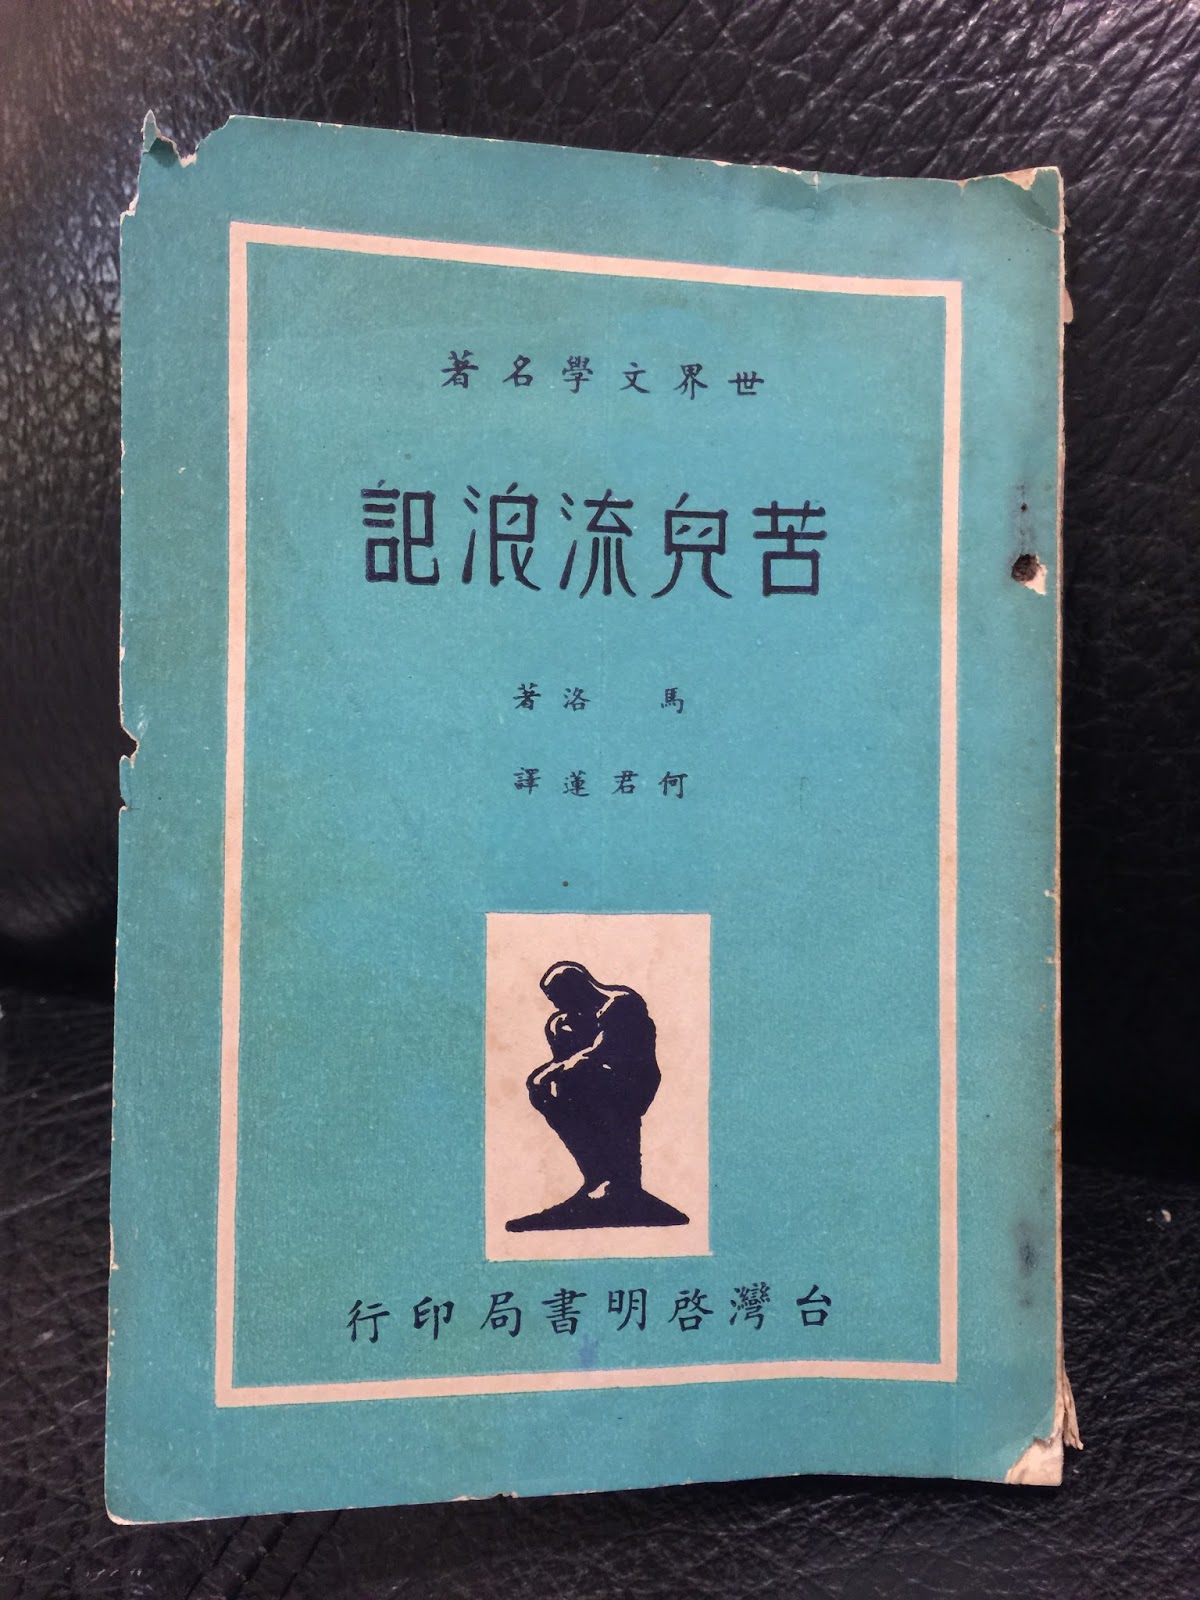 世界文學名著
苦兒流浪記
馬洛著
何君蓮譯
台灣啓明書局印行